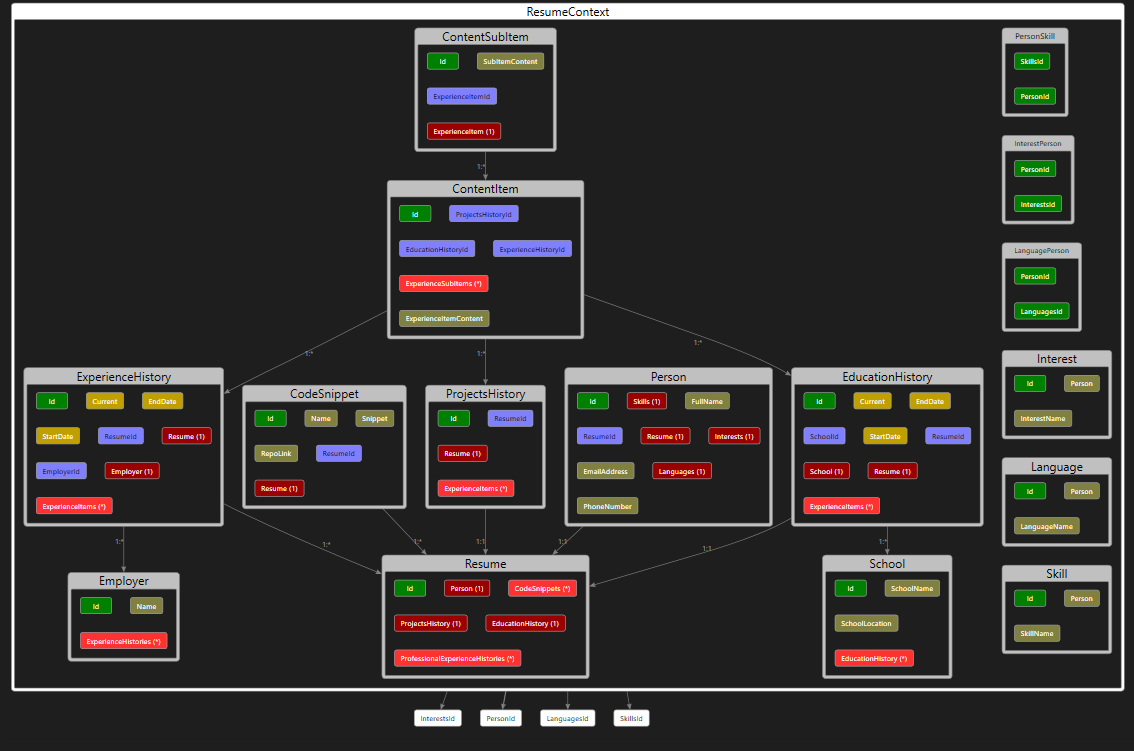 ResumeContext
ContentSubItem
Id SubItemContent
ExperienceItemId
ExperienceItem (1)
1:*
ContentItem
Id ProjectsHistoryId
EducationHistoryId ExperienceHistoryId
ExperienceSubItems (*)
ExperienceItemContent
1:* 1:* 1:*
ExperienceHistory
Id Current EndDate
StartDate ResumeId Resume (1)
EmployerId Employer (1)
ExperienceItems (*)
CodeSnippet
Id Name Snippet
RepoLink ResumeId
Resume (1)
ProjectsHistory
Id ResumeId
Resume (1)
ExperienceItems (*)
Person
Id Skills (1) FullName
ResumeId Resume (1) Interests (1)
EmailAddress Languages (1)
PhoneNumber
EducationHistory
Id Current EndDate
SchoolId StartDate ResumeId
School (1) Resume (1)
ExperienceItems (*)
1:* 1:* 1:* 1:1 1:1 1:1 1:*
Employer
Id Name
ExperienceHistories (*)
Resume
Id Person (1) CodeSnippets (*)
ProjectsHistory (1) EducationHistory (1)
ProfessionalExperienceHistories (*)
School
Id SchoolName
SchoolLocation
EducationHistory (*)
PersonSkill
SkillsId
PersonId
InterestPerson
PersonId
InterestsId
LanguagePerson
PersonId
LanguagesId
Interest
Id Person
InterestName
Language
Id Person
LanguageName
Skill
Id Person
SkillName
InterestsId PersonId LanguagesId SkillsId